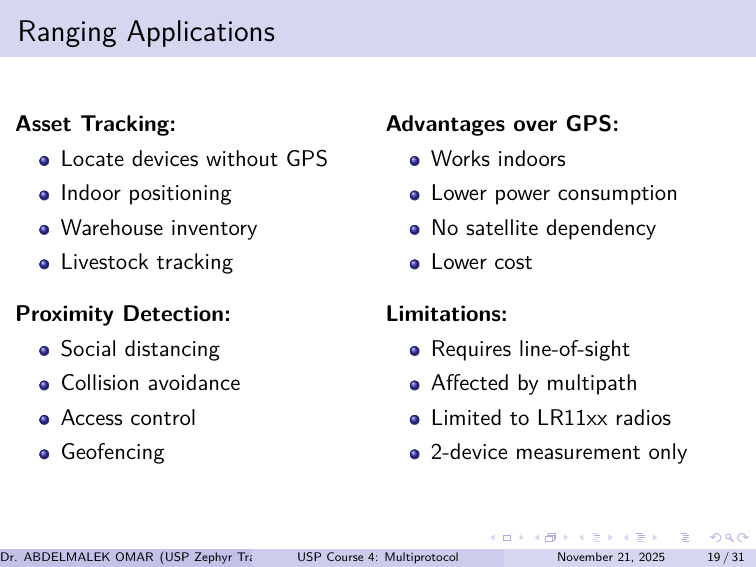 Ranging Applications
Asset Tracking:
Locate devices without GPS
Indoor positioning
Warehouse inventory
Livestock tracking
Proximity Detection:
Social distancing
Collision avoidance
Access control
Geofencing
Advantages over GPS:
Works indoors
Lower power consumption
No satellite dependency
Lower cost
Limitations:
Requires line-of-sight
Affected by multipath
Limited to LR11xx radios
2-device measurement only
Dr. ABDELMALEK OMAR (USP Zephyr Tra
USP Course 4: Multiprotocol
November 21, 2025
19 / 31